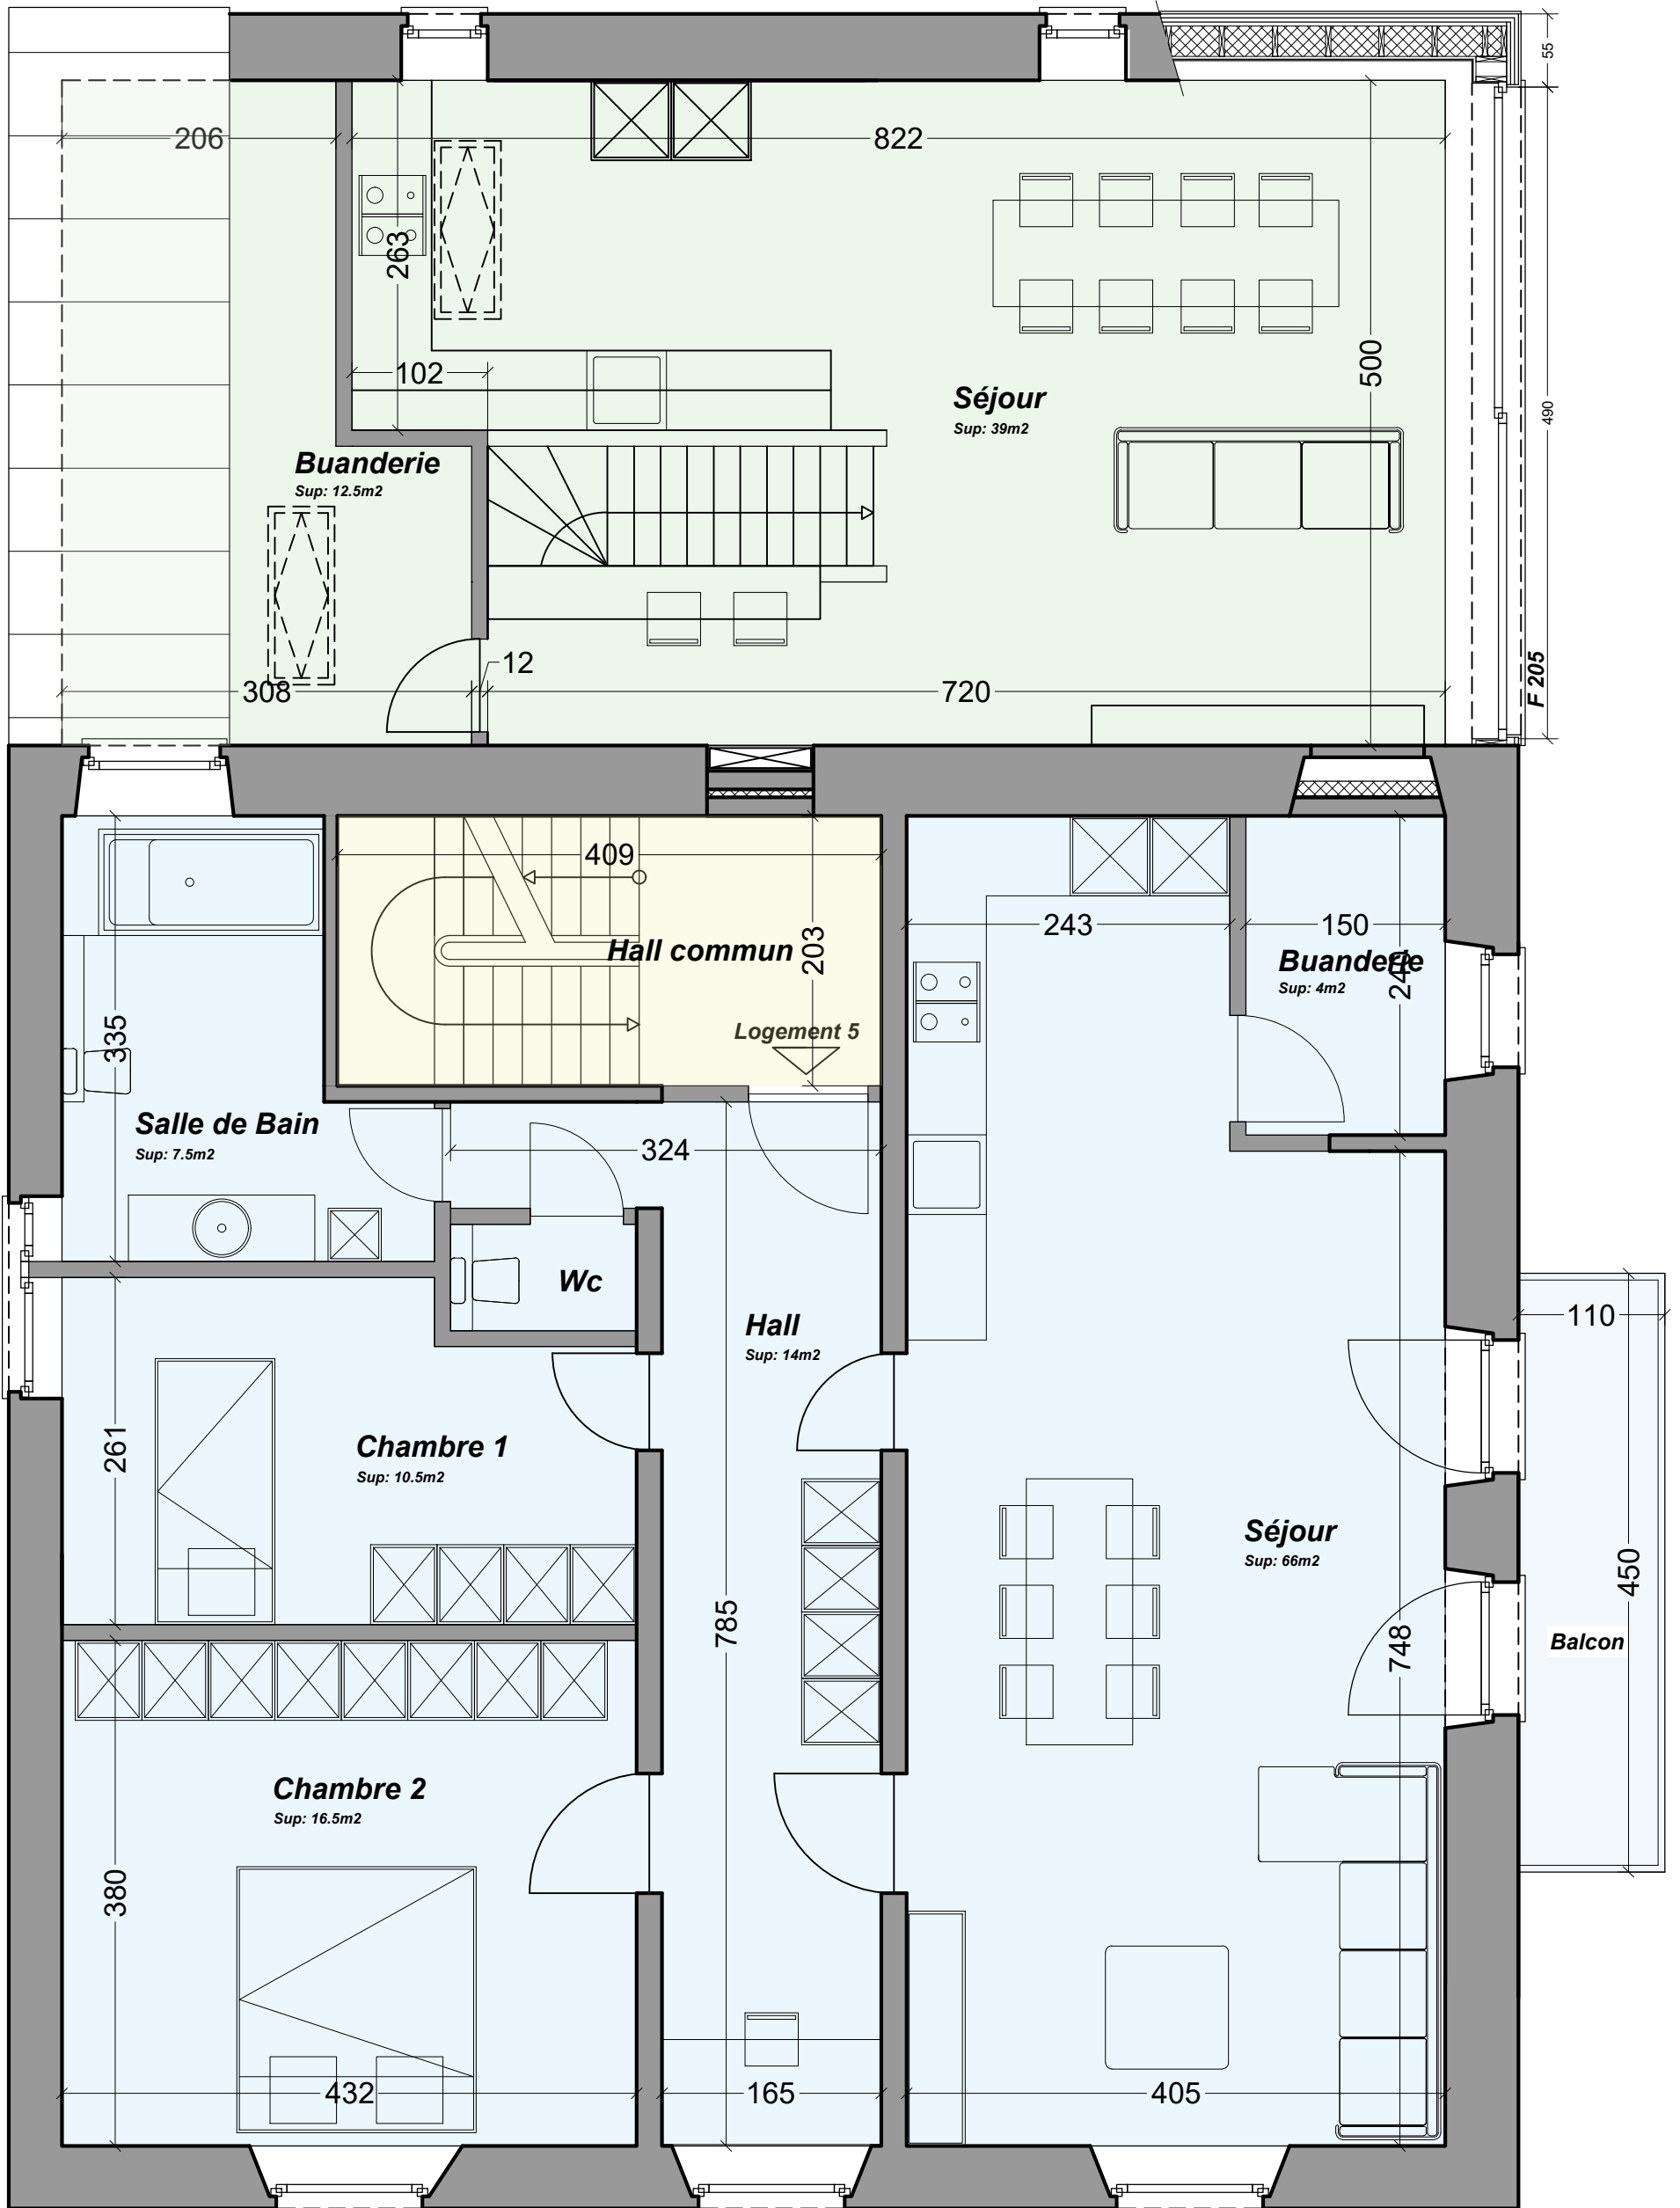 55
206
822
263
102
500
490
Séjour
Sup: 39m2
Buanderie
Sup: 12.5m2
12
308
720
F 205
409
203
Hall commun
Logement 5
243
150
Buanderie
Sup: 4m2
335
Salle de Bain
Sup: 7.5m2
324
Wc
Hall
Sup: 14m2
110
261
Chambre 1
Sup: 10.5m2
Séjour
Sup: 66m2
450
785
748
Balcon
Chambre 2
Sup: 16.5m2
380
432
165
405